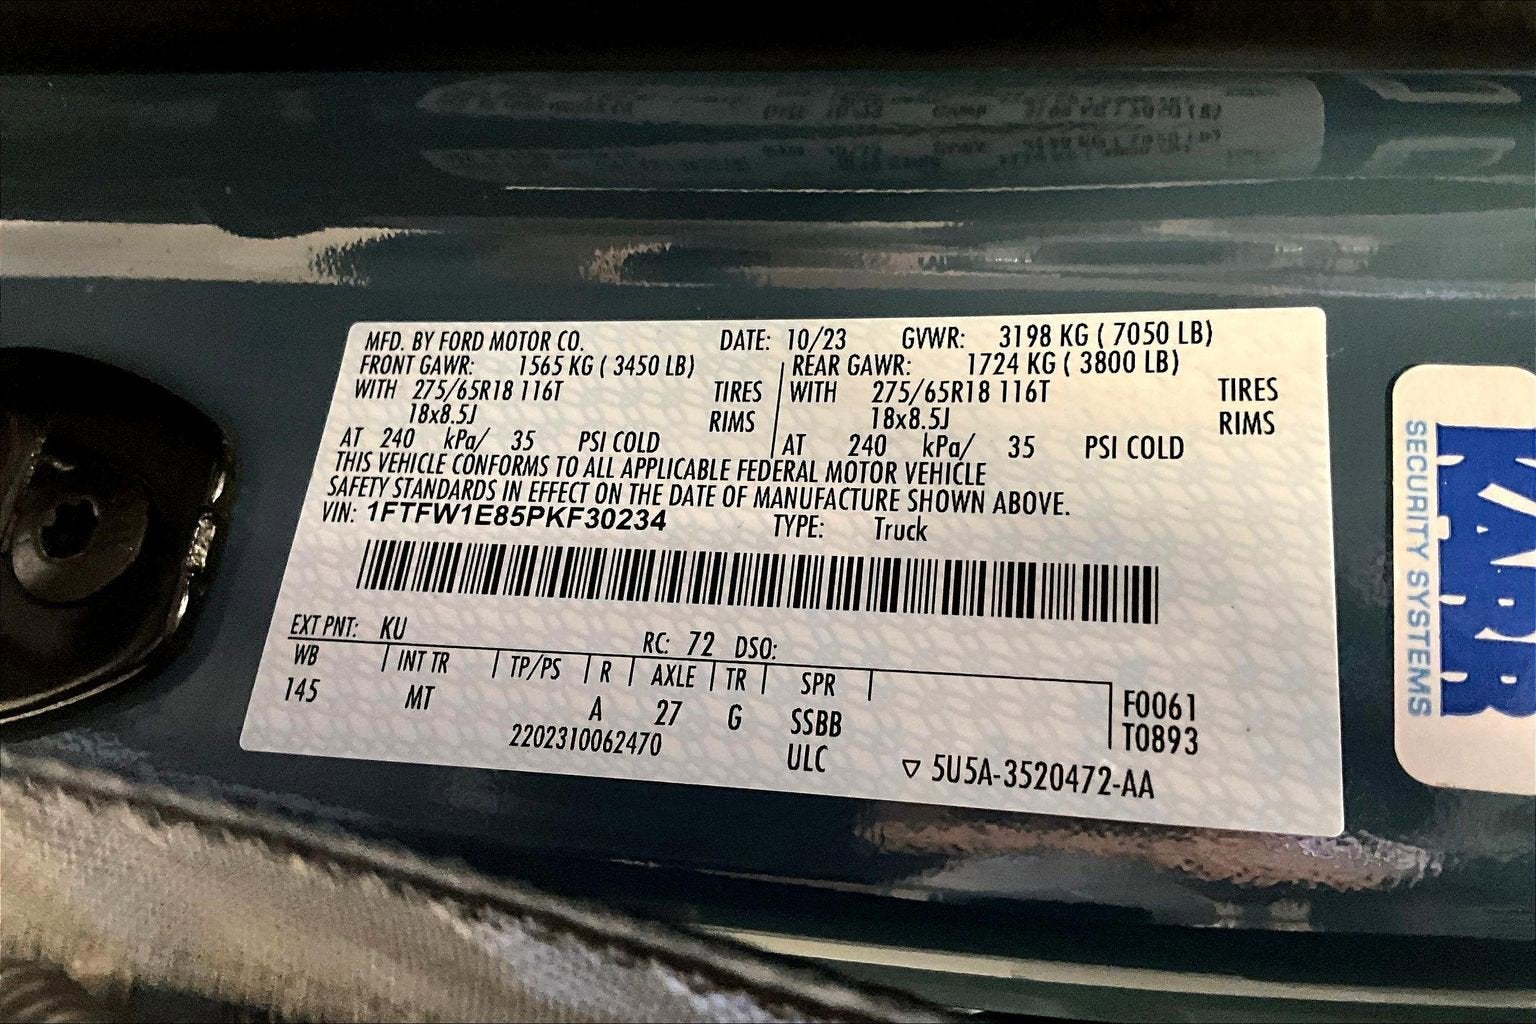 MFD. BY FORD MOTOR CO. DATE: 10/23 GVWR: 3198 KG ( 7050 LB)
FRONT GAWR: 1565 KG ( 3450 LB) REAR GAWR: 1724 KG ( 3800 LB)
WITH 275/65R18 116T TIRES WITH 275/65R18 116T TIRES
18x8.5J RIMS 18x8.5J RIMS
AT 240 kPa/ 35 PSI COLD AT 240 kPa/ 35 PSI COLD
THIS VEHICLE CONFORMS TO ALL APPLICABLE FEDERAL MOTOR VEHICLE
SAFETY STANDARDS IN EFFECT ON THE DATE OF MANUFACTURE SHOWN ABOVE.
VIN: 1FTFW1E85PKF30234 TYPE: Truck
EXT PNT: KU RC: 72 DSO:
WB INT TR TP/PS R AXLE TR SPR
145 MT A 27 G SSBB F0061
2202310062470 ULC T0893
▽ 5U5A-3520472-AA
KARR
SECURITY SYSTEMS